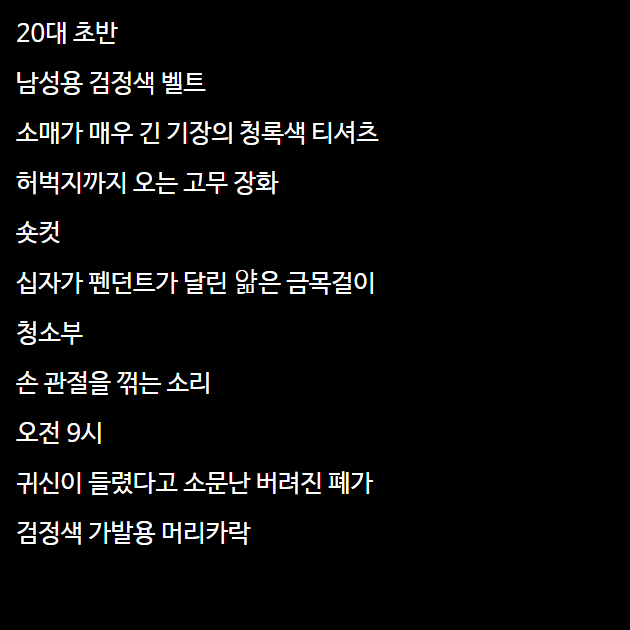 20대 초반
남성용 검정색 벨트
소매가 매우 긴 기장의 청록색 티셔츠
허벅지까지 오는 고무 장화
숏컷
십자가 펜던트가 달린 얆은 금목걸이
청소부
손 관절을 꺾는 소리
오전 9시
귀신이 들렸다고 소문난 버려진 폐가
검정색 가발용 머리카락